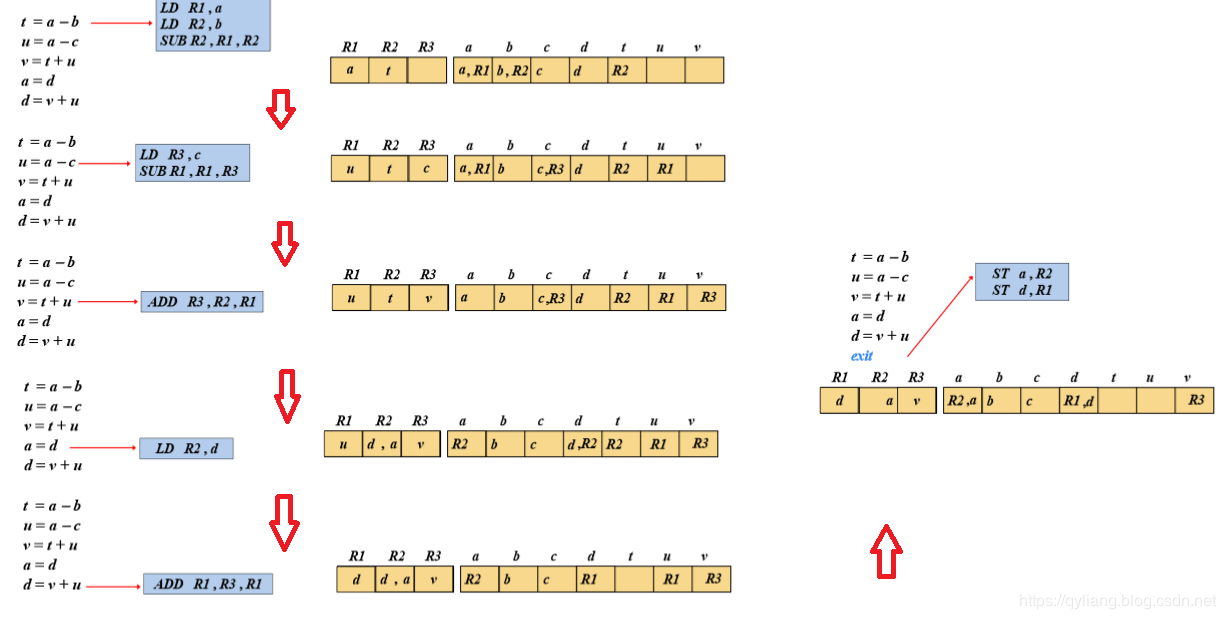 LD R1,a
LD R2,b
SUB R2,R1,R2
t = a - b
u = a - c
v = t + u
a = d
d = v + u
R1 R2 R3 a b c d t u v
a t a,R1 b,R2 c d R2
t = a - b
u = a - c
v = t + u
a = d
d = v + u
LD R3,c
SUB R1,R1,R3
R1 R2 R3 a b c d t u v
u t c a,R1 b c,R3 d R2 R1
t = a - b
u = a - c
v = t + u
a = d
d = v + u
ADD R3,R2,R1
R1 R2 R3 a b c d t u v
u t v a b c,R3 d R2 R1 R3
t = a - b
u = a - c
v = t + u
a = d
d = v + u
LD R2,d
R1 R2 R3 a b c d t u v
u d,a v R2 b c d,R2 R2 R1 R3
t = a - b
u = a - c
v = t + u
a = d
d = v + u
ADD R1,R3,R1
R1 R2 R3 a b c d t u v
d d,a v R2 b c R1 R1 R3
t = a - b
u = a - c
v = t + u
a = d
d = v + u
exit
ST a,R2
ST d,R1
R1 R2 R3 a b c d t u v
d a v R2,a b c R1,d R3
https://qyliang.blog.csdn.net